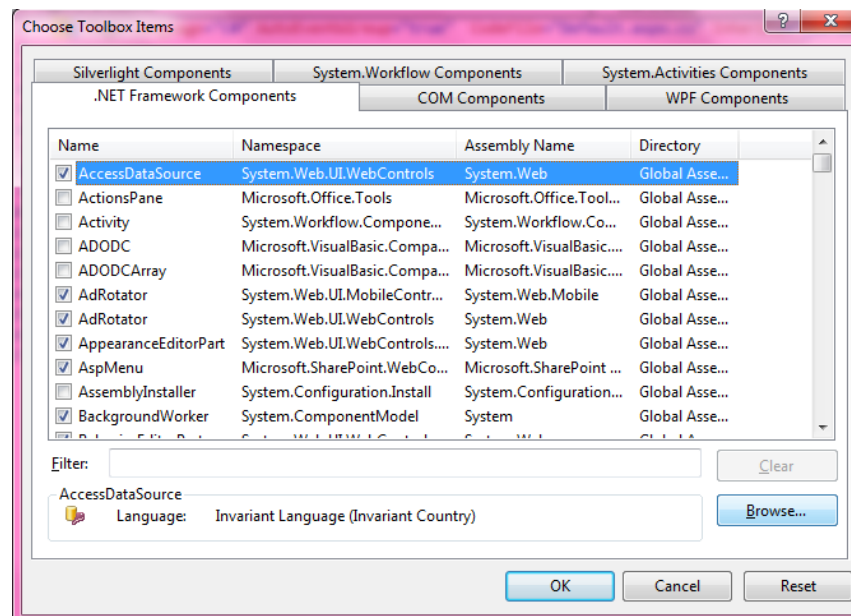 Choose Toolbox Items
Silverlight Components System.Workflow Components System.Activities Components
.NET Framework Components COM Components WPF Components
Name Namespace Assembly Name Directory
AccessDataSource System.Web.UI.WebControls System.Web Global Asse...
ActionsPane Microsoft.Office.Tools Microsoft.Office.Tool... Global Asse...
Activity System.Workflow.Compone... System.Workflow.Co... Global Asse...
ADODC Microsoft.VisualBasic.Compa... Microsoft.VisualBasic.... Global Asse...
ADODCArray Microsoft.VisualBasic.Compa... Microsoft.VisualBasic.... Global Asse...
AdRotator System.Web.UI.MobileContr... System.Web.Mobile Global Asse...
AdRotator System.Web.UI.WebControls System.Web Global Asse...
AppearanceEditorPart System.Web.UI.WebControls.... System.Web Global Asse...
AspMenu Microsoft.SharePoint.WebCo... Microsoft.SharePoint ... Global Asse...
AssemblyInstaller System.Configuration.Install System.Configuration... Global Asse...
BackgroundWorker System.ComponentModel System Global Asse...
Filter: Clear
AccessDataSource
Language: Invariant Language (Invariant Country) Browse...
OK Cancel Reset